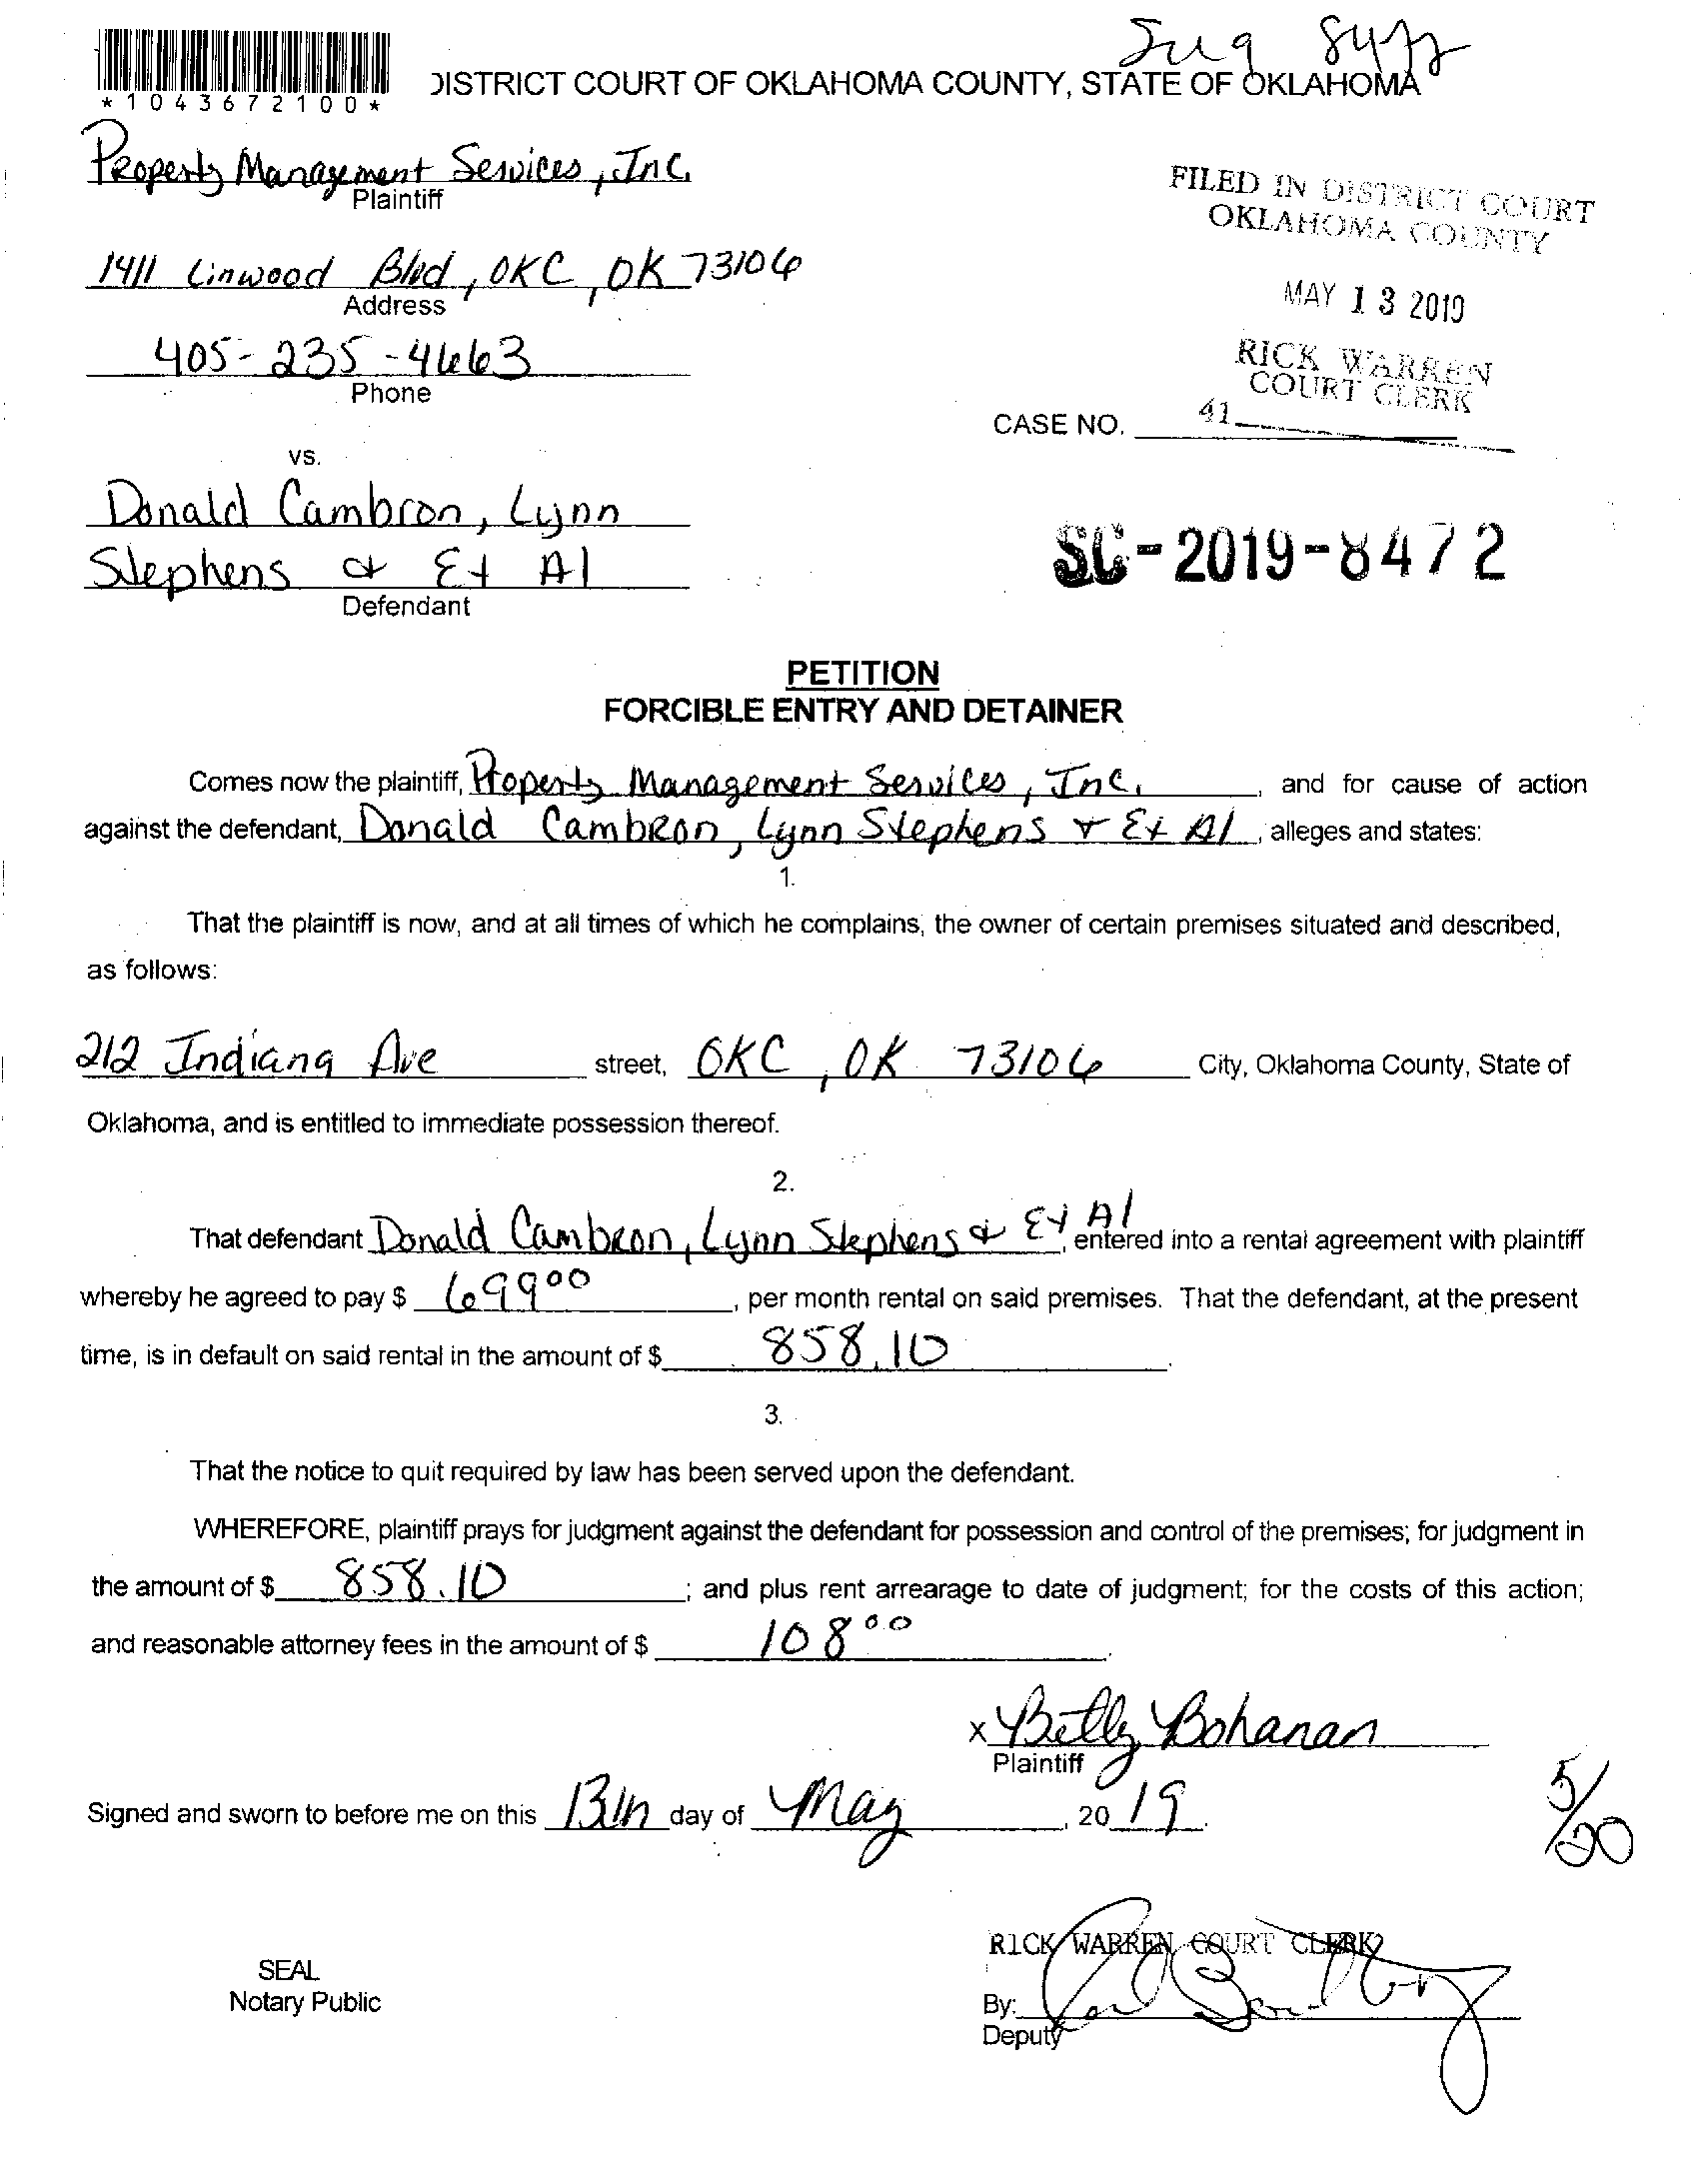 8472
DISTRICT COURT OF OKLAHOMA COUNTY, STATE OF OKLAHOMA
*1043672100*
Property Management Services, Inc.
Plaintiff
FILED IN DISTRICT COURT
OKLAHOMA COUNTY
1411 Linwood Blvd, OKC, OK 73106
Address
MAY 13 2019
405-235-4663
Phone
RICK WARREN
COURT CLERK
CASE NO. 41
vs.
Donald Cambron, Lynn
Stephens & Et Al
Defendant
SC-2019-8472
PETITION
FORCIBLE ENTRY AND DETAINER
Comes now the plaintiff, Property Management Services, Inc. , and for cause of action
against the defendant, Donald Cambron, Lynn Stephens & Et Al , alleges and states:
1.
That the plaintiff is now, and at all times of which he complains, the owner of certain premises situated and described,
as follows:
212 Indiana Ave street, OKC, OK 73106 City, Oklahoma County, State of
Oklahoma, and is entitled to immediate possession thereof.
2.
That defendant Donald Cambron, Lynn Stephens & Et Al , entered into a rental agreement with plaintiff
whereby he agreed to pay $ 699 00 , per month rental on said premises. That the defendant, at the present
time, is in default on said rental in the amount of $ 858.10 .
3.
That the notice to quit required by law has been served upon the defendant.
WHEREFORE, plaintiff prays for judgment against the defendant for possession and control of the premises; for judgment in
the amount of $ 858.10 ; and plus rent arrearage to date of judgment; for the costs of this action;
and reasonable attorney fees in the amount of $ 108 00 .
x Betty Bohanan
Plaintiff
Signed and sworn to before me on this 13th day of May , 20 19 .
5/20
RICK WARREN COURT CLERK
SEAL
Notary Public
By:
Deputy